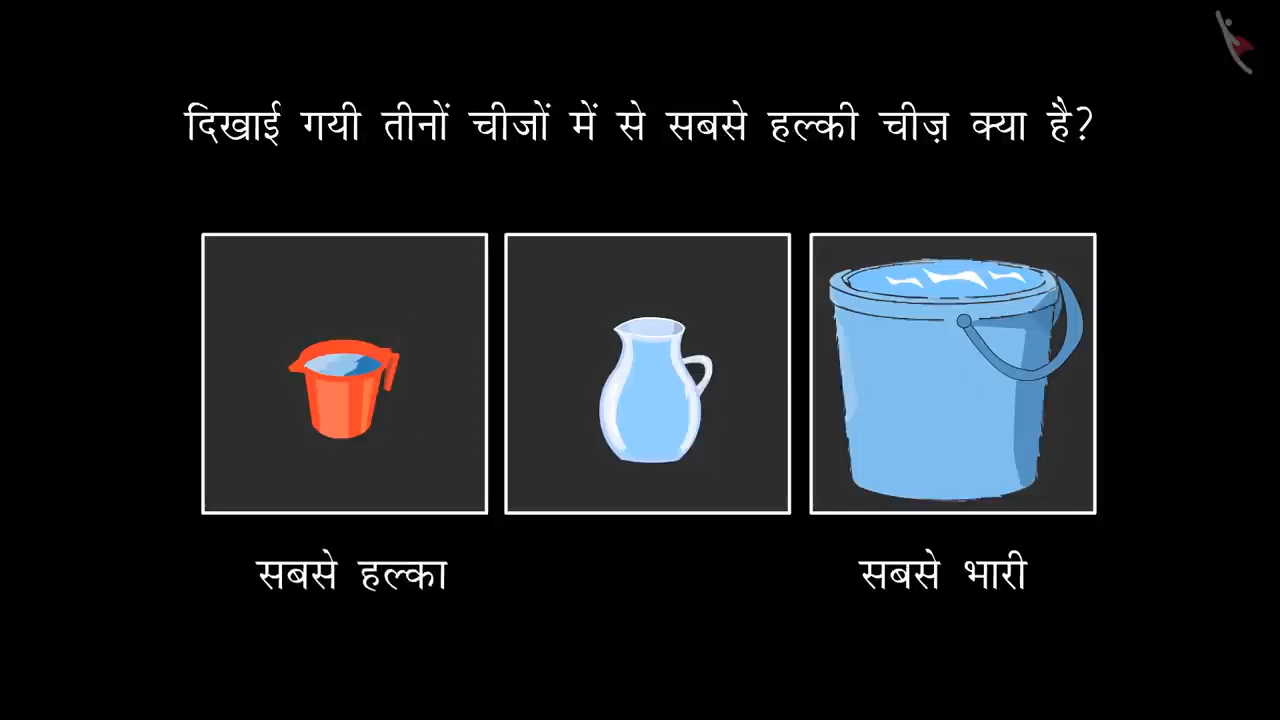 दिखाई गयी तीनों चीजों में से सबसे हल्की चीज़ क्या है?
सबसे हल्का
सबसे भारी